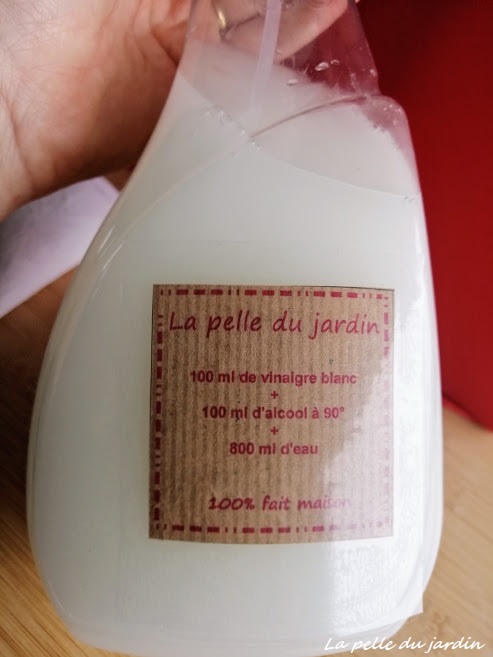 La pelle du jardin
100 ml de vinaigre blanc
+
100 ml d'alcool à 90°
+
800 ml d'eau
100% fait maison
La pelle du jardin